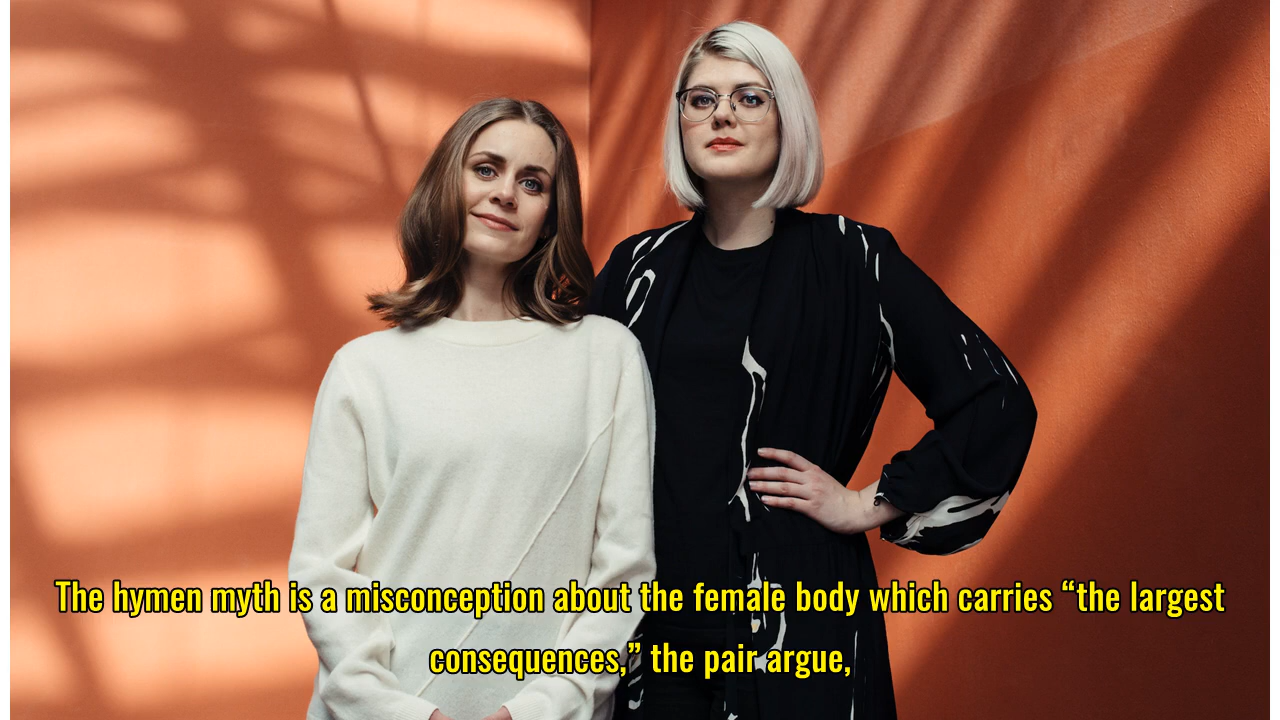 The hymen myth is a misconception about the female body which carries “the largest
consequences,” the pair argue,